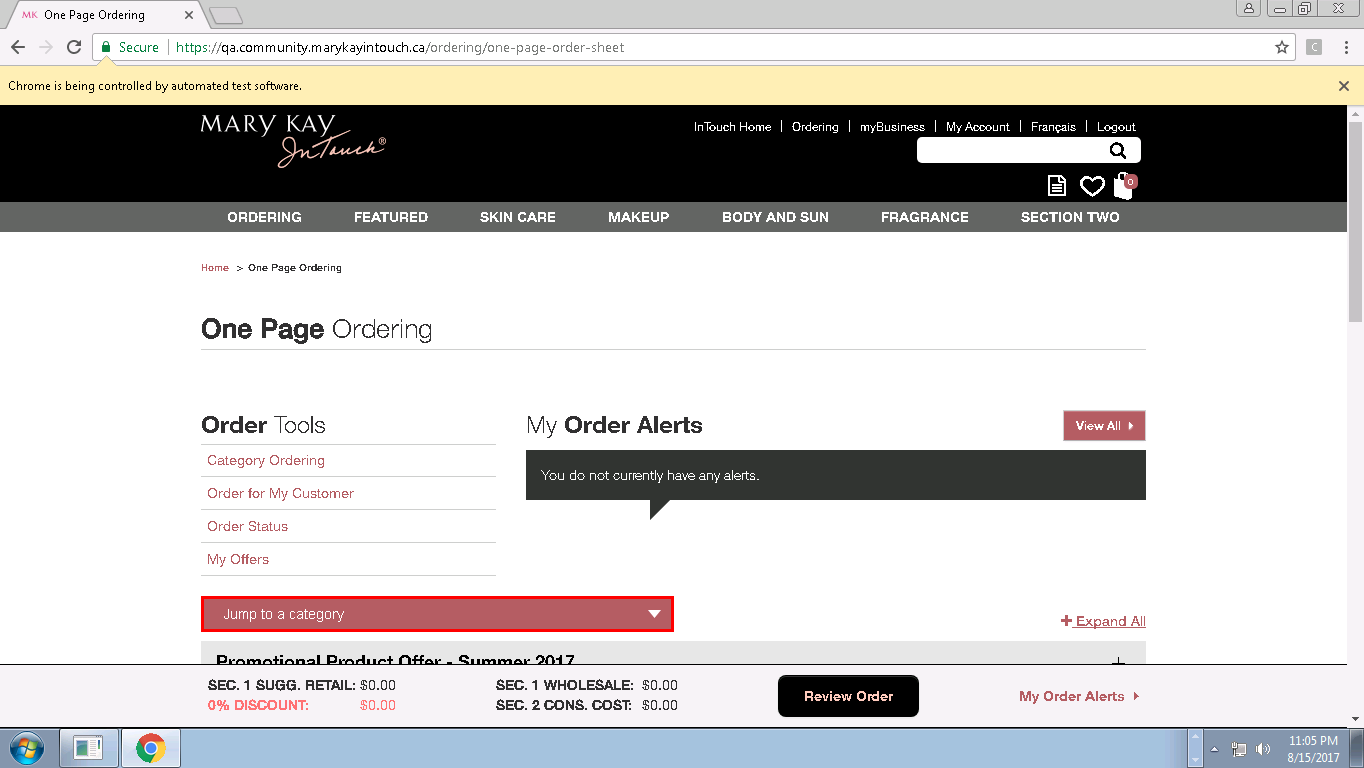 MK One Page Ordering
Secure https://qa.community.marykayintouch.ca/ordering/one-page-order-sheet
C
Chrome is being controlled by automated test software.
MARY KAY
InTouch®
InTouch Home Ordering myBusiness My Account Français Logout
0
ORDERING FEATURED SKIN CARE MAKEUP BODY AND SUN FRAGRANCE SECTION TWO
Home > One Page Ordering
One Page Ordering
Order Tools
Category Ordering
Order for My Customer
Order Status
My Offers
My Order Alerts
View All
You do not currently have any alerts.
Jump to a category
+ Expand All
Promotional Product Offer - Summer 2017
SEC. 1 SUGG. RETAIL: $0.00
0% DISCOUNT: $0.00
SEC. 1 WHOLESALE: $0.00
SEC. 2 CONS. COST: $0.00
Review Order
My Order Alerts
11:05 PM
8/15/2017